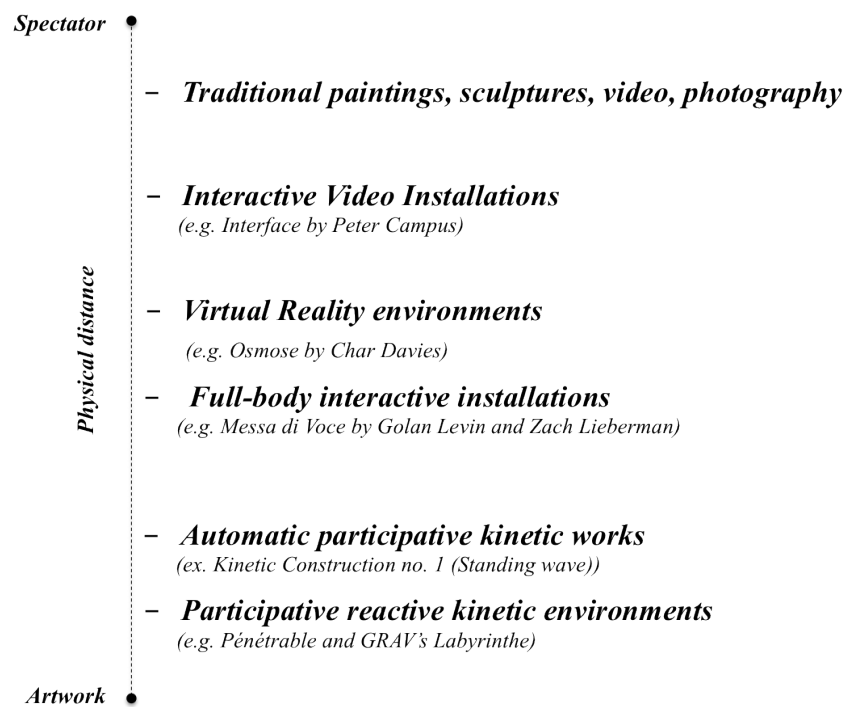 Spectator
– Traditional paintings, sculptures, video, photography
– Interactive Video Installations
(e.g. Interface by Peter Campus)
– Virtual Reality environments
(e.g. Osmose by Char Davies)
Physical distance
– Full-body interactive installations
(e.g. Messa di Voce by Golan Levin and Zach Lieberman)
– Automatic participative kinetic works
(ex. Kinetic Construction no. 1 (Standing wave))
– Participative reactive kinetic environments
(e.g. Pénétrable and GRAV's Labyrinthe)
Artwork